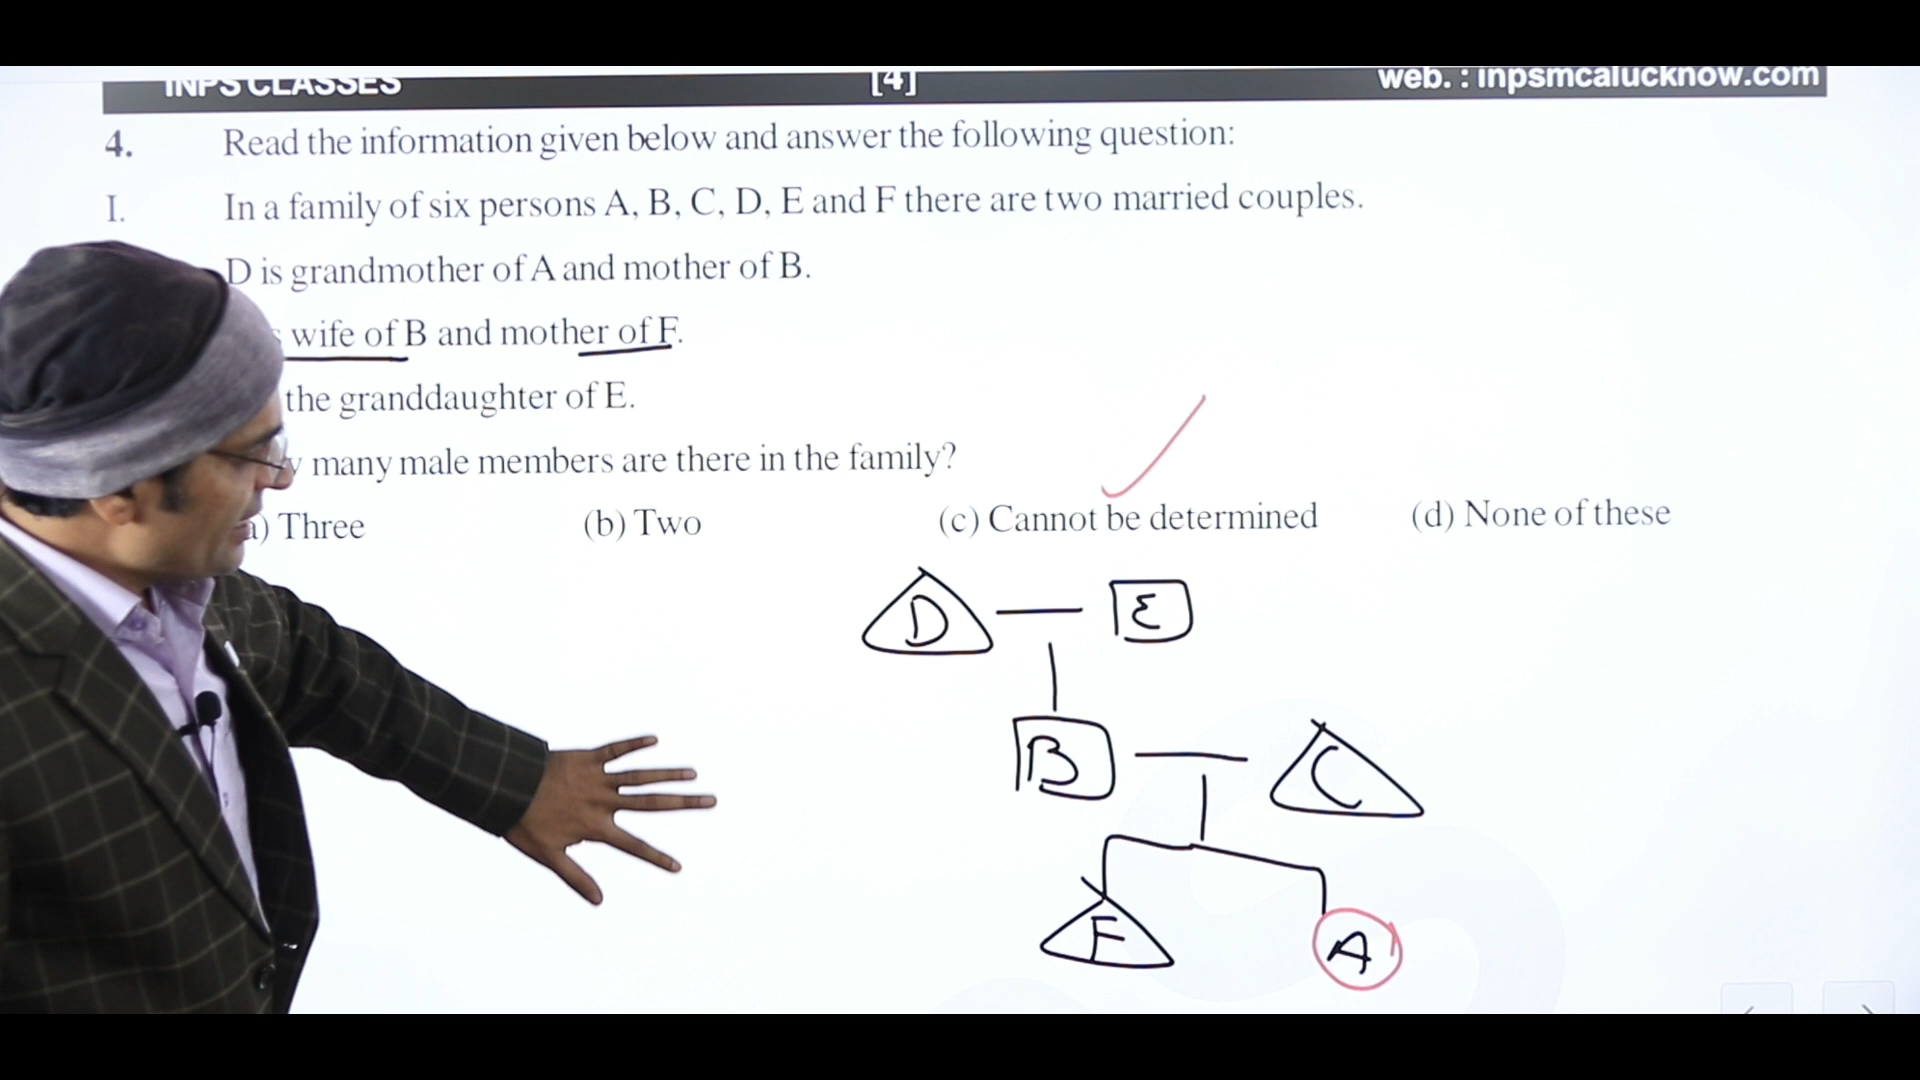 INPS CLASSES [4] web. : inpsmcalucknow.com
4. Read the information given below and answer the following question:
I. In a family of six persons A, B, C, D, E and F there are two married couples.
D is grandmother of A and mother of B.
wife of B and mother of F.
the granddaughter of E.
many male members are there in the family?
a) Three (b) Two (c) Cannot be determined (d) None of these
D E
B C
F A